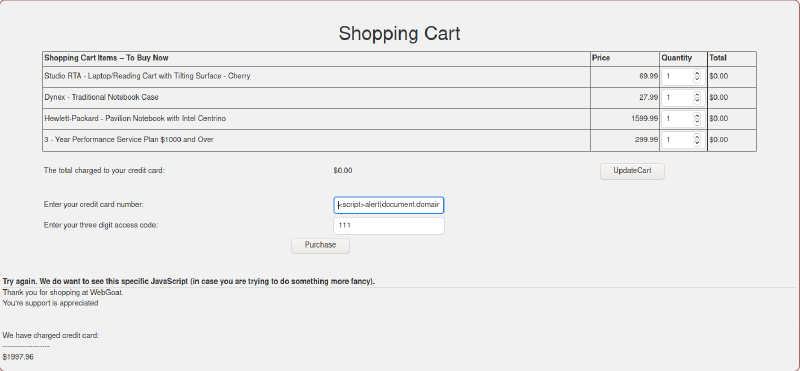 Shopping Cart
Shopping Cart Items -- To Buy Now Price Quantity Total
Studio RTA - Laptop/Reading Cart with Tilting Surface - Cherry 69.99 1 $0.00
Dynex - Traditional Notebook Case 27.99 1 $0.00
Hewlett-Packard - Pavilion Notebook with Intel Centrino 1599.99 1 $0.00
3 - Year Performance Service Plan $1000 and Over 299.99 1 $0.00
The total charged to your credit card: $0.00 UpdateCart
Enter your credit card number: <script>alert(document.domain
Enter your three digit access code: 111
Purchase
Try again. We do want to see this specific JavaScript (in case you are trying to do something more fancy).
Thank you for shopping at WebGoat.
You're support is appreciated
We have charged credit card:
-------------------
$1997.96